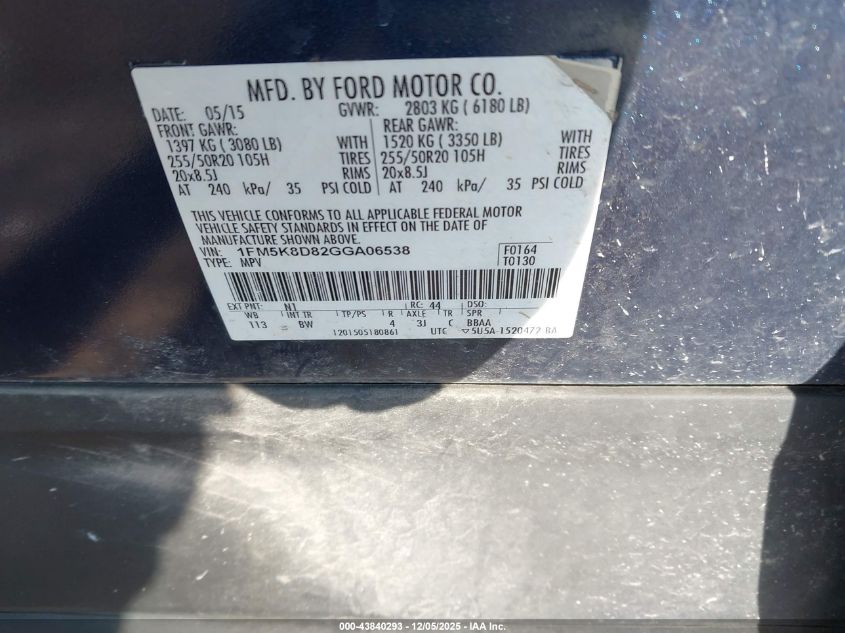 MFD. BY FORD MOTOR CO.
DATE: 05/15 GVWR: 2803 KG ( 6180 LB)
FRONT GAWR: REAR GAWR:
1397 KG ( 3080 LB) WITH 1520 KG ( 3350 LB) WITH
255/50R20 105H TIRES 255/50R20 105H TIRES
20x8.5J RIMS 20x8.5J RIMS
AT 240 kPa/ 35 PSI COLD AT 240 kPa/ 35 PSI COLD
THIS VEHICLE CONFORMS TO ALL APPLICABLE FEDERAL MOTOR
VEHICLE SAFETY STANDARDS IN EFFECT ON THE DATE OF
MANUFACTURE SHOWN ABOVE.
VIN: 1FM5K8D82GGA06538 F0164
TYPE: MPV T0130
EXT PNT: N1 RC: 44 DSO:
WB INT TR TP/PS R AXLE TR SPR
113 BW 4 3J C BBAA
1201505180861 UTC ▽5U5A-1520472-BA
000-43840293 - 12/05/2025 - IAA Inc.